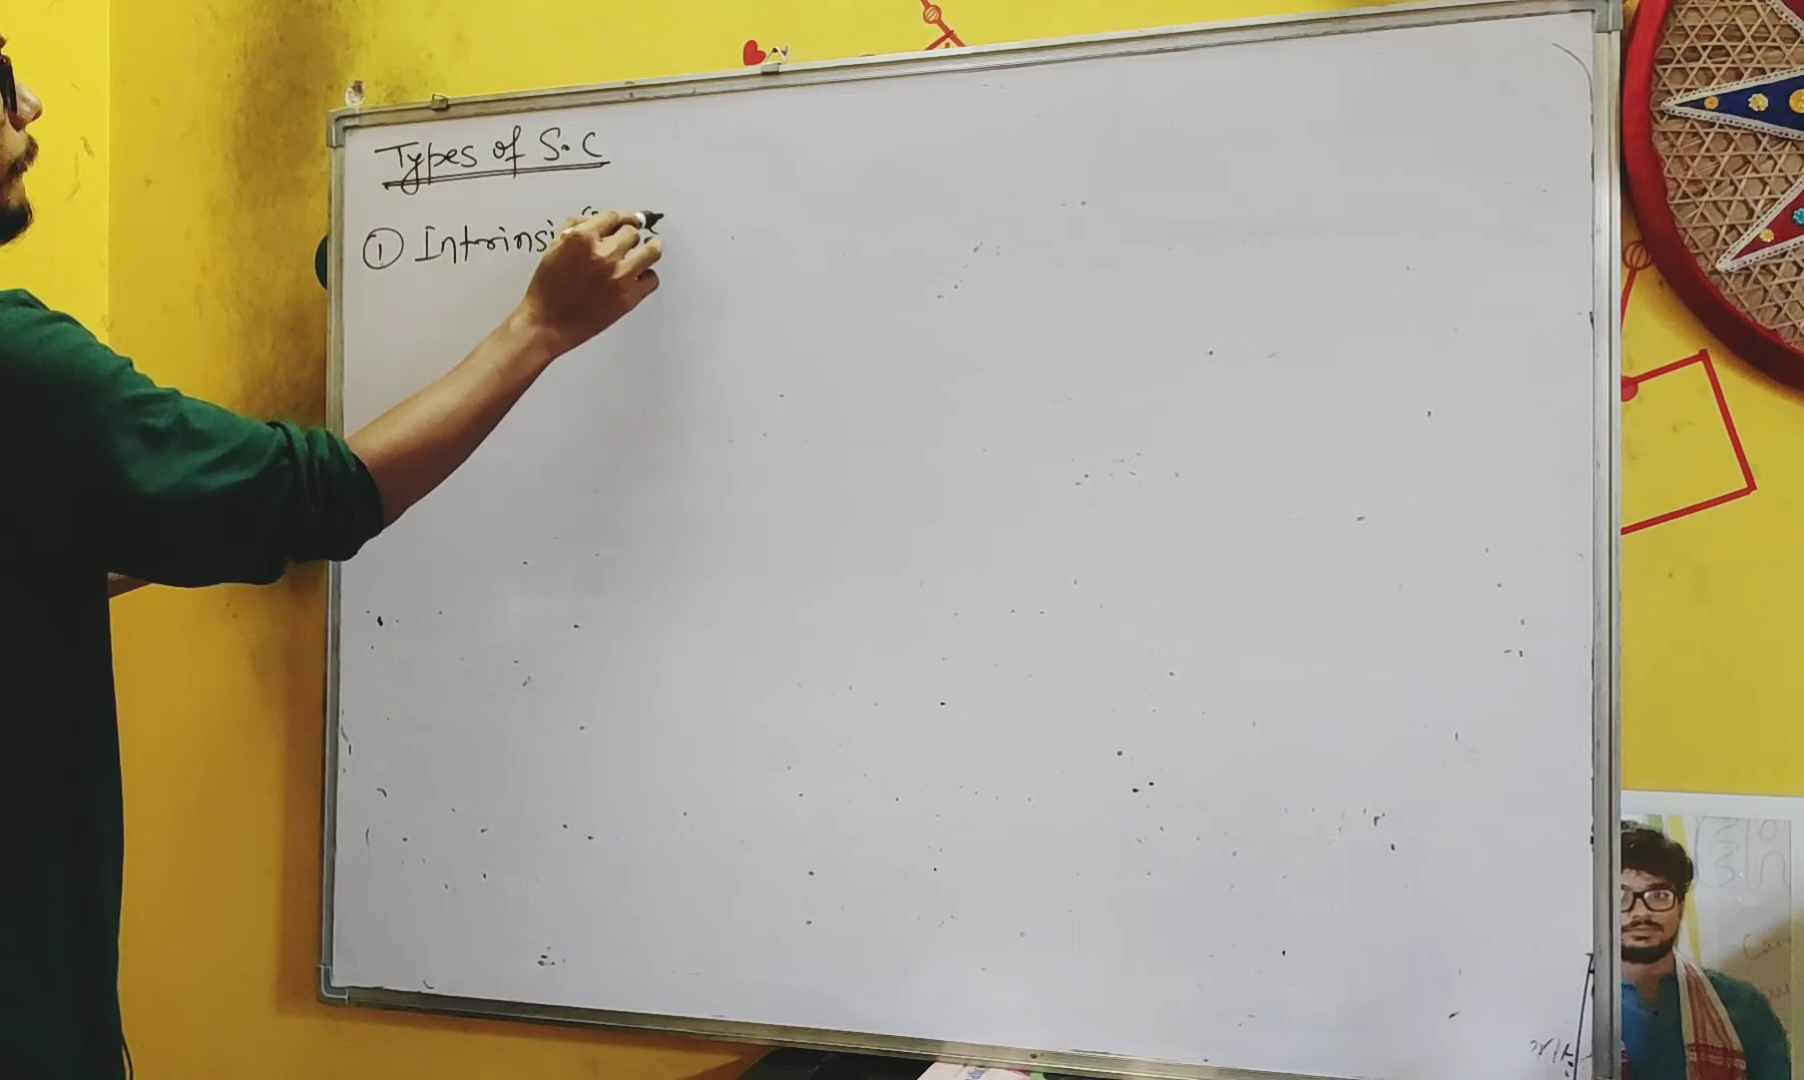 Types of S.C
① Intrinsi